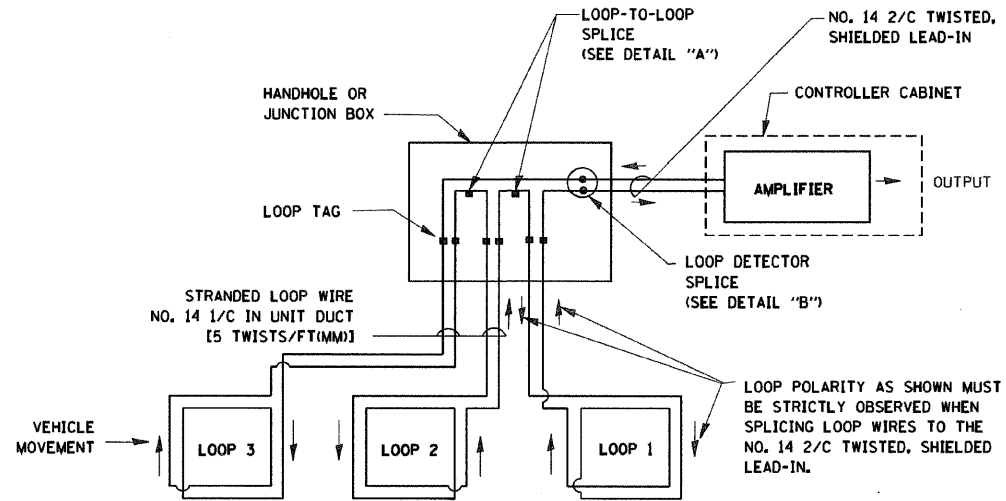 LOOP-TO-LOOP
SPLICE
(SEE DETAIL "A")
NO. 14 2/C TWISTED,
SHIELDED LEAD-IN
HANDHOLE OR
JUNCTION BOX
CONTROLLER CABINET
AMPLIFIER
OUTPUT
LOOP TAG
LOOP DETECTOR
SPLICE
(SEE DETAIL "B")
STRANDED LOOP WIRE
NO. 14 1/C IN UNIT DUCT
[5 TWISTS/FT(MM)]
LOOP POLARITY AS SHOWN MUST
BE STRICTLY OBSERVED WHEN
SPLICING LOOP WIRES TO THE
NO. 14 2/C TWISTED, SHIELDED
LEAD-IN.
VEHICLE
MOVEMENT
LOOP 3
LOOP 2
LOOP 1